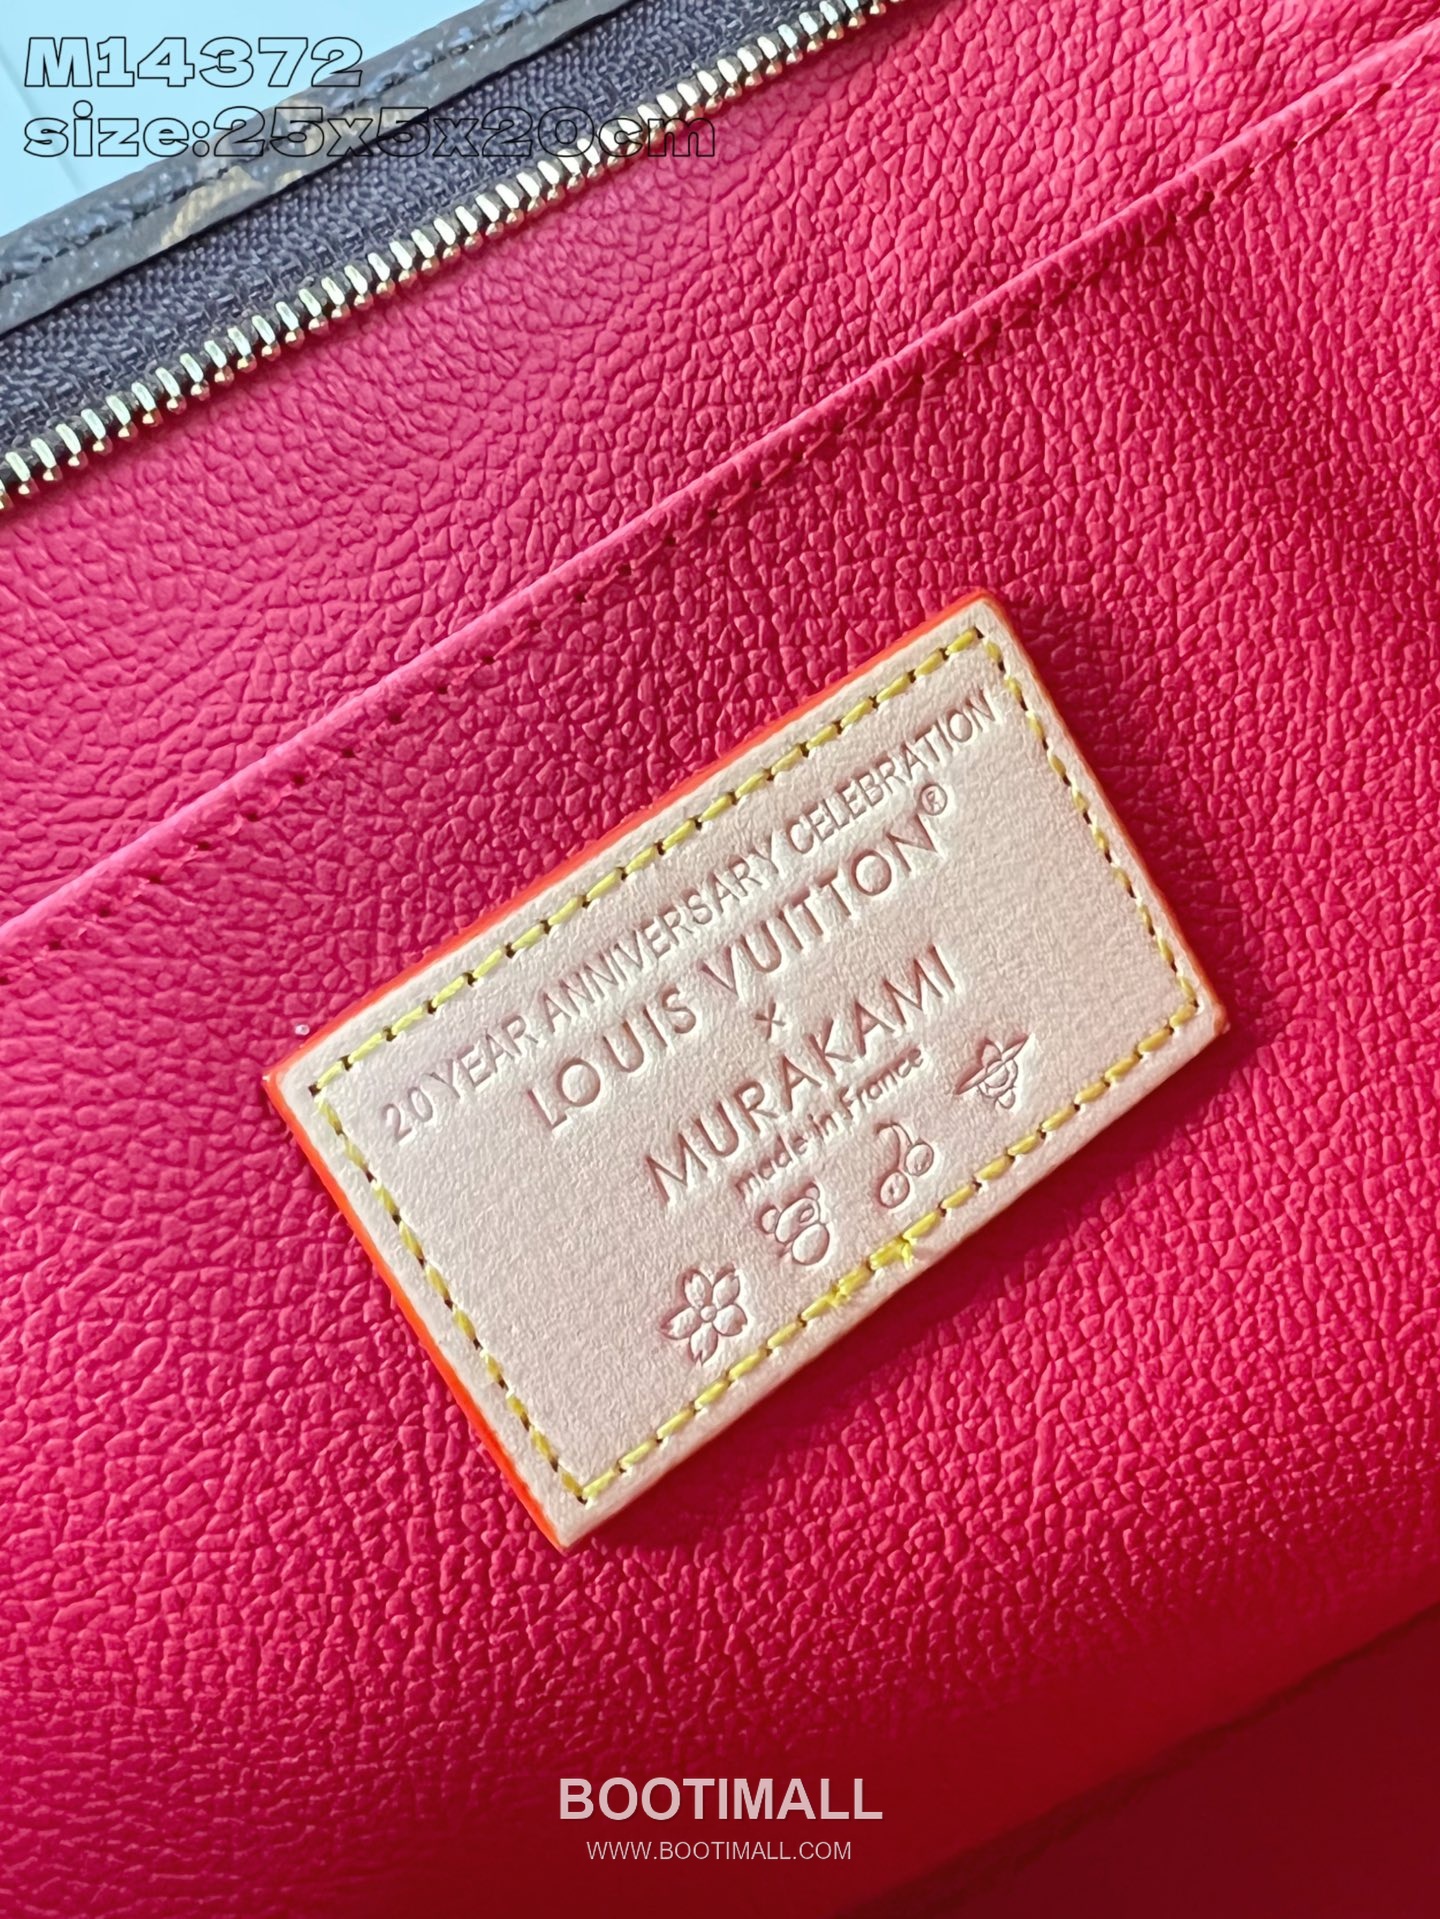 M14372
size:25x5x20cm
20 YEAR ANNIVERSARY CELEBRATION
LOUIS VUITTON®
×
MURAKAMI
made in France
BOOTIMALL
WWW.BOOTIMALL.COM